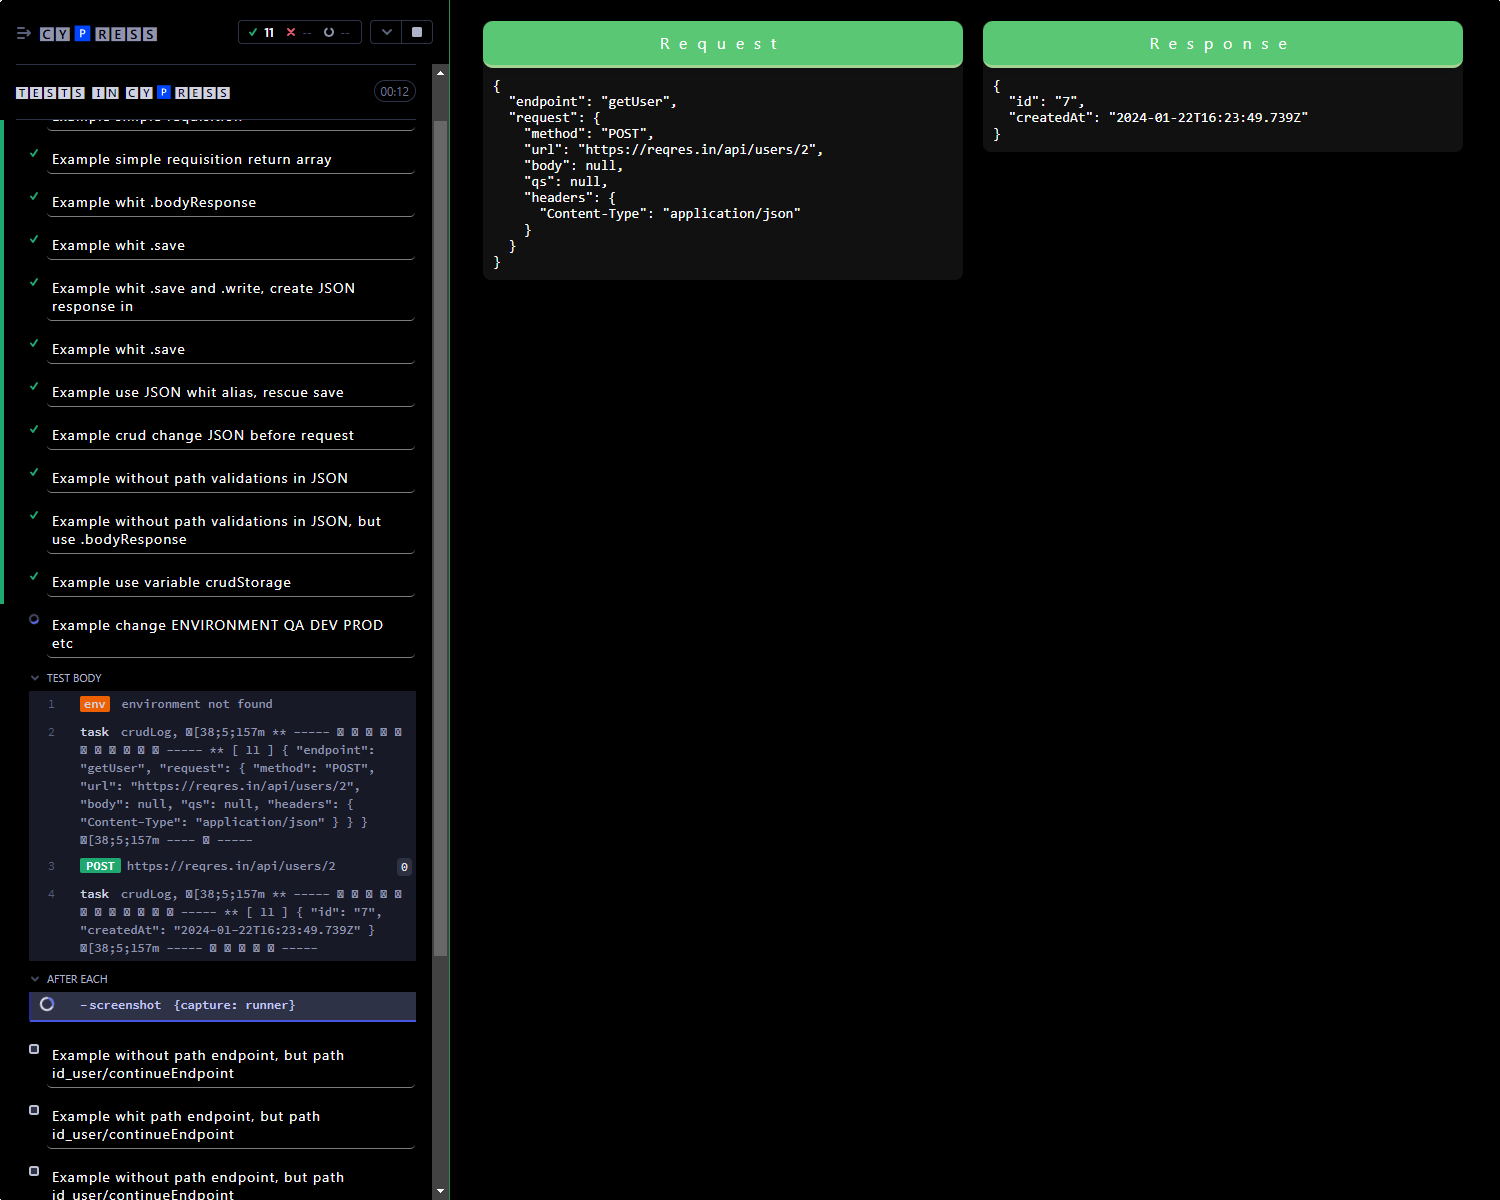 CYPRESS
11 -- --
TESTS IN CYPRESS
00:12
Example simple requisition
Example simple requisition return array
Example whit .bodyResponse
Example whit .save
Example whit .save and .write, create JSON
response in
Example whit .save
Example use JSON whit alias, rescue save
Example crud change JSON before request
Example without path validations in JSON
Example without path validations in JSON, but
use .bodyResponse
Example use variable crudStorage
Example change ENVIRONMENT QA DEV PROD
etc
TEST BODY
1 env environment not found
2 task crudLog, [38;5;157m ** -----
----- ** [ 11 ] { "endpoint":
"getUser", "request": { "method": "POST",
"url": "https://reqres.in/api/users/2",
"body": null, "qs": null, "headers": {
"Content-Type": "application/json" } } }
[38;5;157m ---- -----
3 POST https://reqres.in/api/users/2 0
4 task crudLog, [38;5;157m ** -----
----- ** [ 11 ] { "id": "7",
"createdAt": "2024-01-22T16:23:49.739Z" }
[38;5;157m ----- -----
AFTER EACH
-screenshot {capture: runner}
Example without path endpoint, but path
id_user/continueEndpoint
Example whit path endpoint, but path
id_user/continueEndpoint
Example without path endpoint, but path
id_user/continueEndpoint
Request
{
"endpoint": "getUser",
"request": {
"method": "POST",
"url": "https://reqres.in/api/users/2",
"body": null,
"qs": null,
"headers": {
"Content-Type": "application/json"
}
}
}
Response
{
"id": "7",
"createdAt": "2024-01-22T16:23:49.739Z"
}